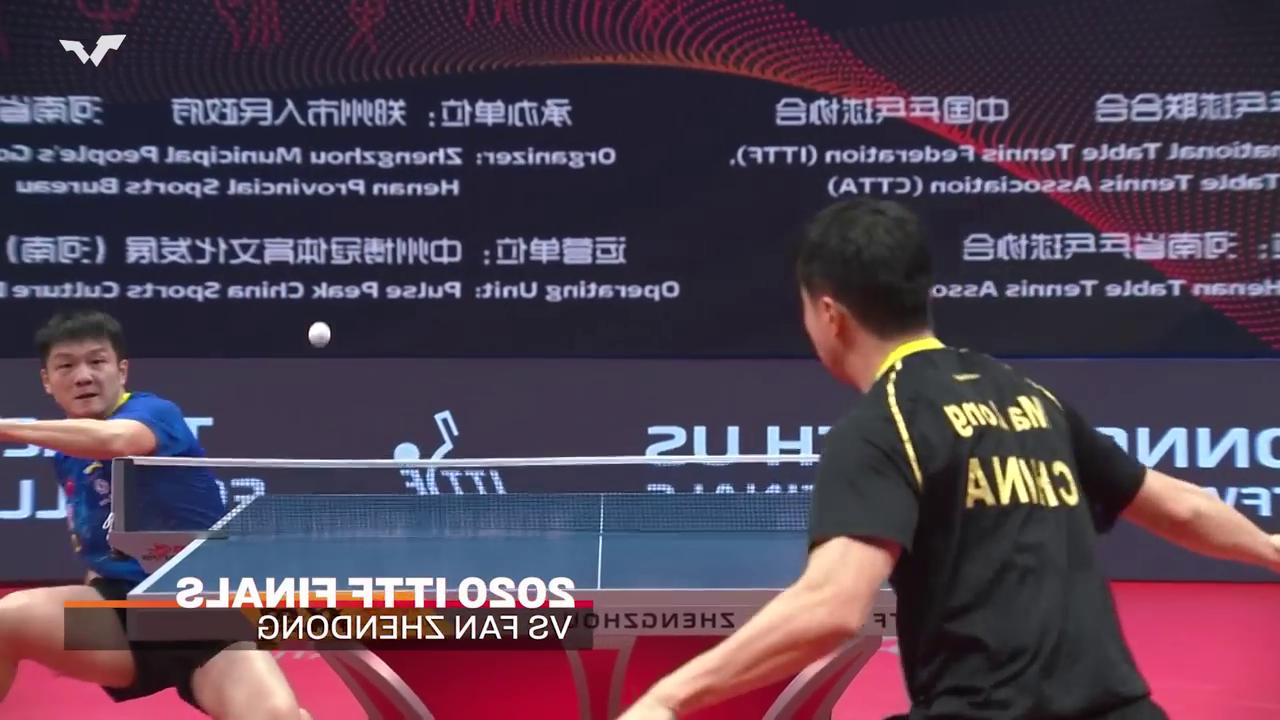 乓球联合会 中国乒乓球协会
Table Tennis Federation (ITTF),
Table Tennis Association (CTTA)
河南省乒乓球协会
Henan Table Tennis
承办单位：郑州市人民政府 河南省
Organizer: Zhengzhou Municipal People's
Henan Provincial Sports Bureau
运营单位：中州博冠体育文化发展（河南）
Operating Unit: Pulse Peak China Sports Culture
US
ITTF
Ma Long
CHINA
ZHENGZHOU
2020 ITTF FINALS
VS FAN ZHENDONG